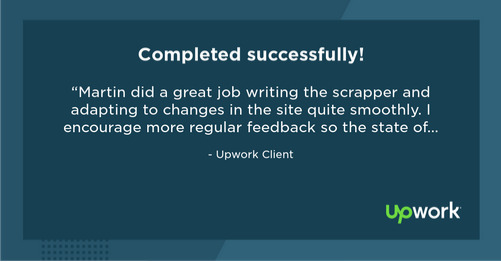 Completed successfully!
“Martin did a great job writing the scrapper and
adapting to changes in the site quite smoothly. I
encourage more regular feedback so the state of...
- Upwork Client
upwork